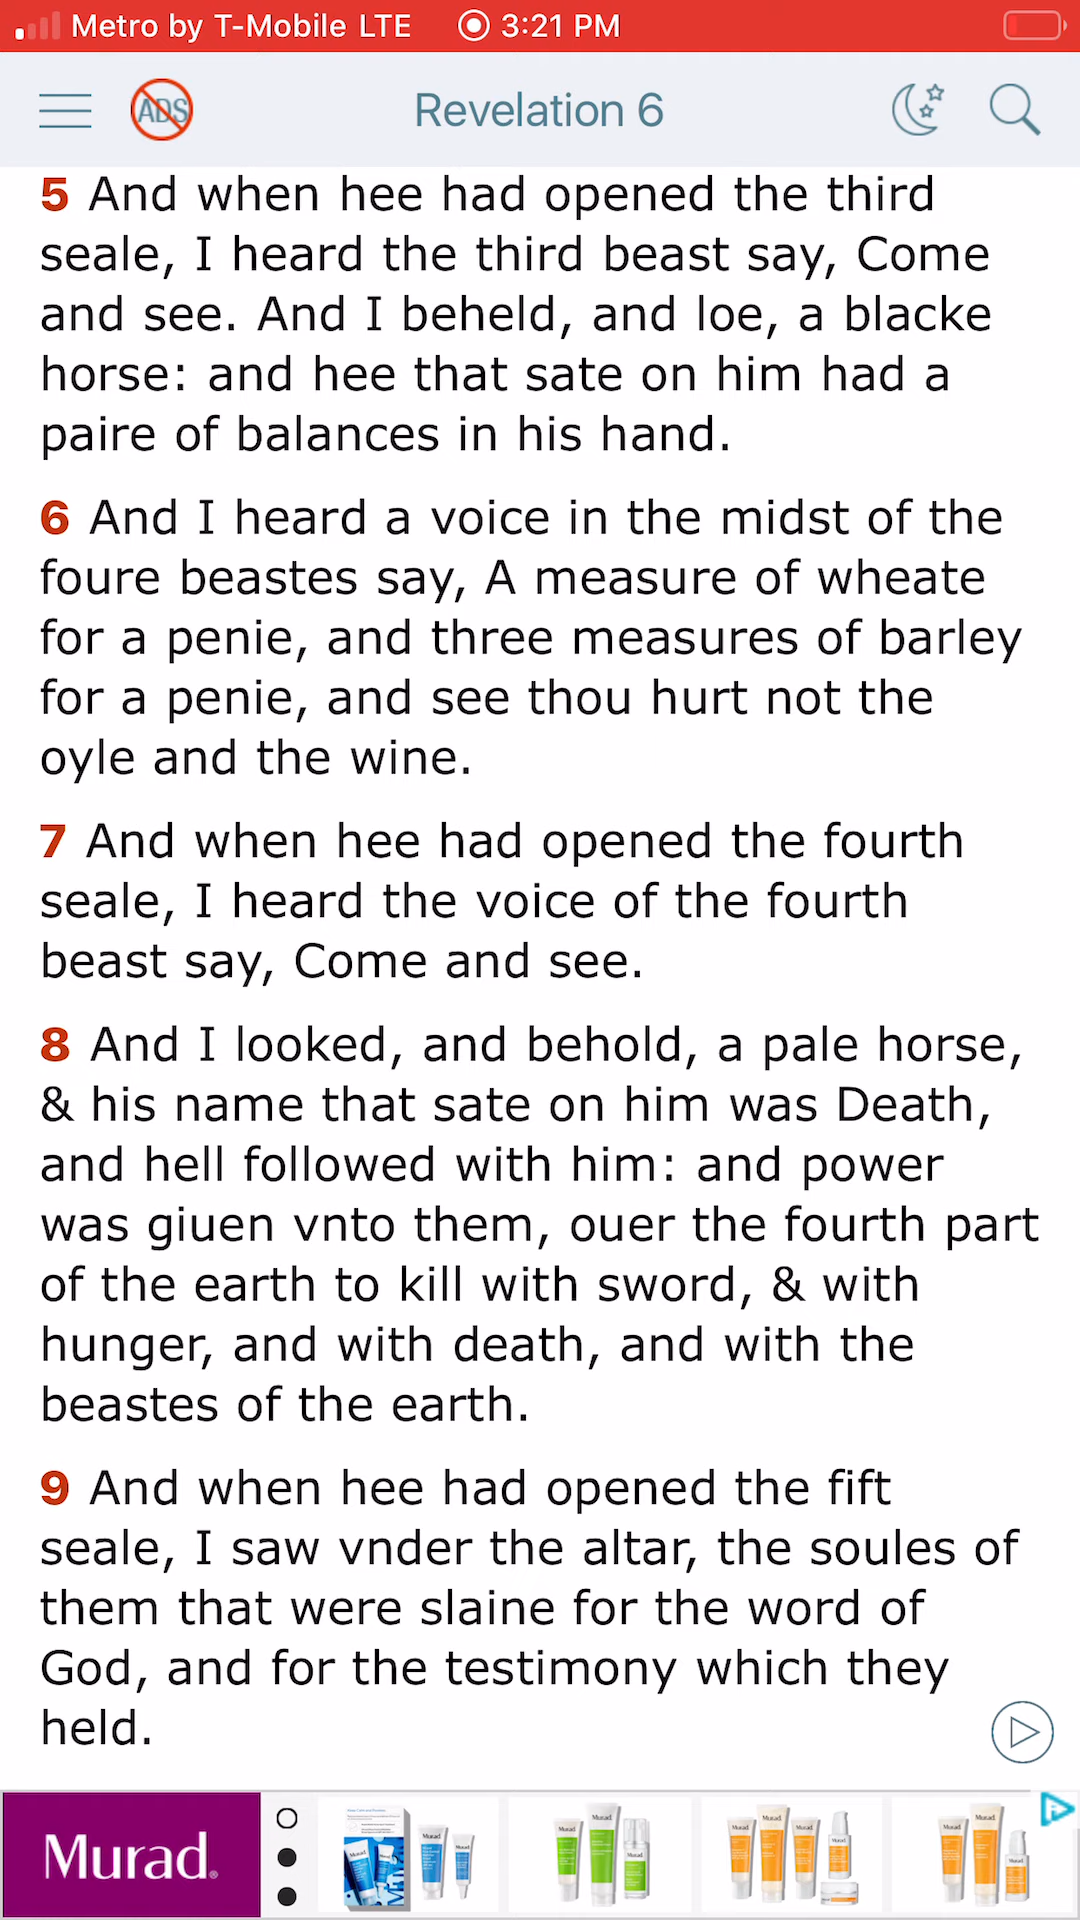 Metro by T-Mobile LTE 3:21 PM
ADS Revelation 6
5 And when hee had opened the third
seale, I heard the third beast say, Come
and see. And I beheld, and loe, a blacke
horse: and hee that sate on him had a
paire of balances in his hand.
6 And I heard a voice in the midst of the
foure beastes say, A measure of wheate
for a penie, and three measures of barley
for a penie, and see thou hurt not the
oyle and the wine.
7 And when hee had opened the fourth
seale, I heard the voice of the fourth
beast say, Come and see.
8 And I looked, and behold, a pale horse,
& his name that sate on him was Death,
and hell followed with him: and power
was giuen vnto them, ouer the fourth part
of the earth to kill with sword, & with
hunger, and with death, and with the
beastes of the earth.
9 And when hee had opened the fift
seale, I saw vnder the altar, the soules of
them that were slaine for the word of
God, and for the testimony which they
held.
Murad.